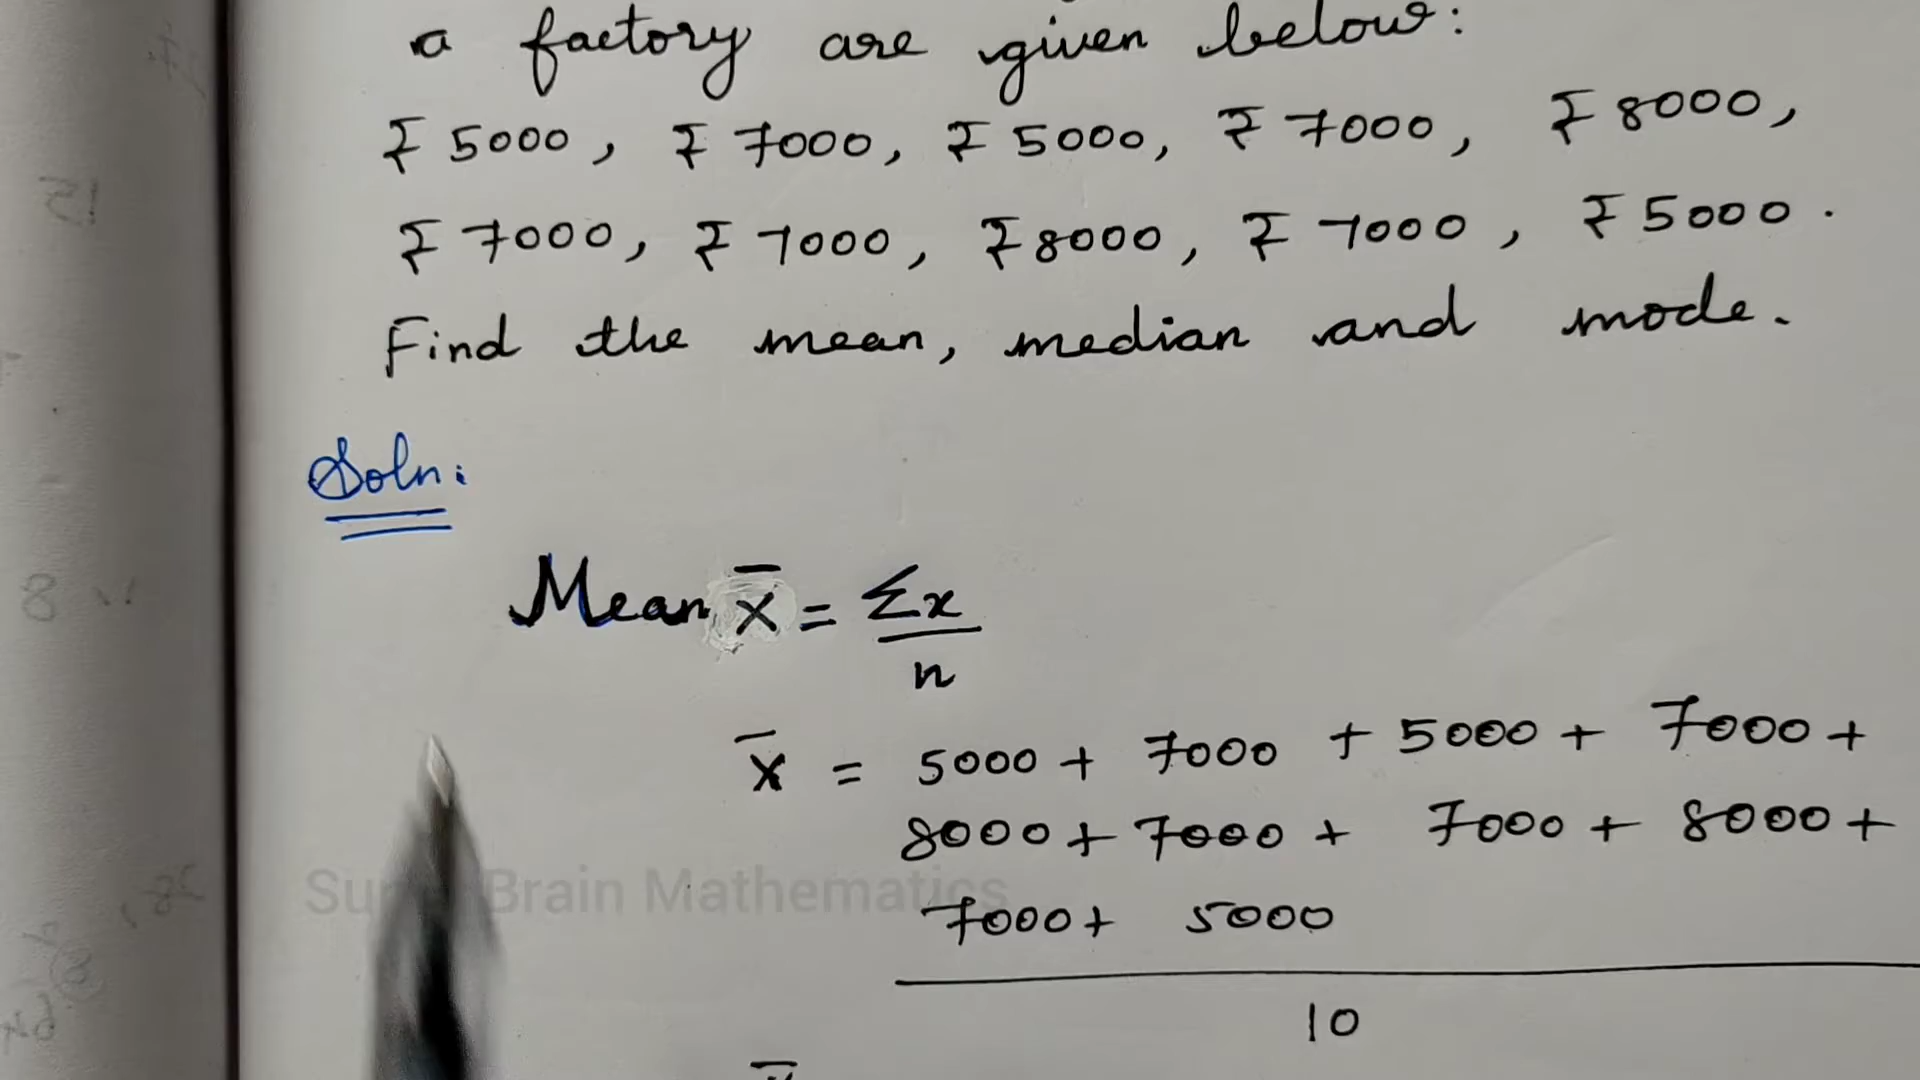 a factory are given below:
₹ 5000, ₹ 7000, ₹ 5000, ₹ 7000, ₹ 8000,
₹ 7000, ₹ 7000, ₹ 8000, ₹ 7000, ₹ 5000.
Find the mean, median and mode.
Soln:
Mean x̄ = Σx
n
x̄ = 5000 + 7000 + 5000 + 7000 +
8000 + 7000 + 7000 + 8000 +
Brain Mathematics
7000 + 5000
10